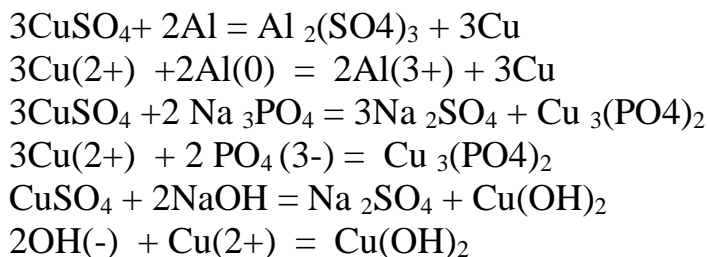 3CuSO₄+ 2Al = Al ₂(SO4)₃ + 3Cu
3Cu(2+)  +2Al(0)  =  2Al(3+) + 3Cu
3CuSO₄ +2 Na ₃PO₄ = 3Na ₂SO₄ + Cu ₃(PO4)₂
3Cu(2+)  + 2 PO₄ (3-) =  Cu ₃(PO4)₂
CuSO₄ + 2NaOH = Na ₂SO₄ + Cu(OH)₂
2OH(-)  + Cu(2+)  =  Cu(OH)₂